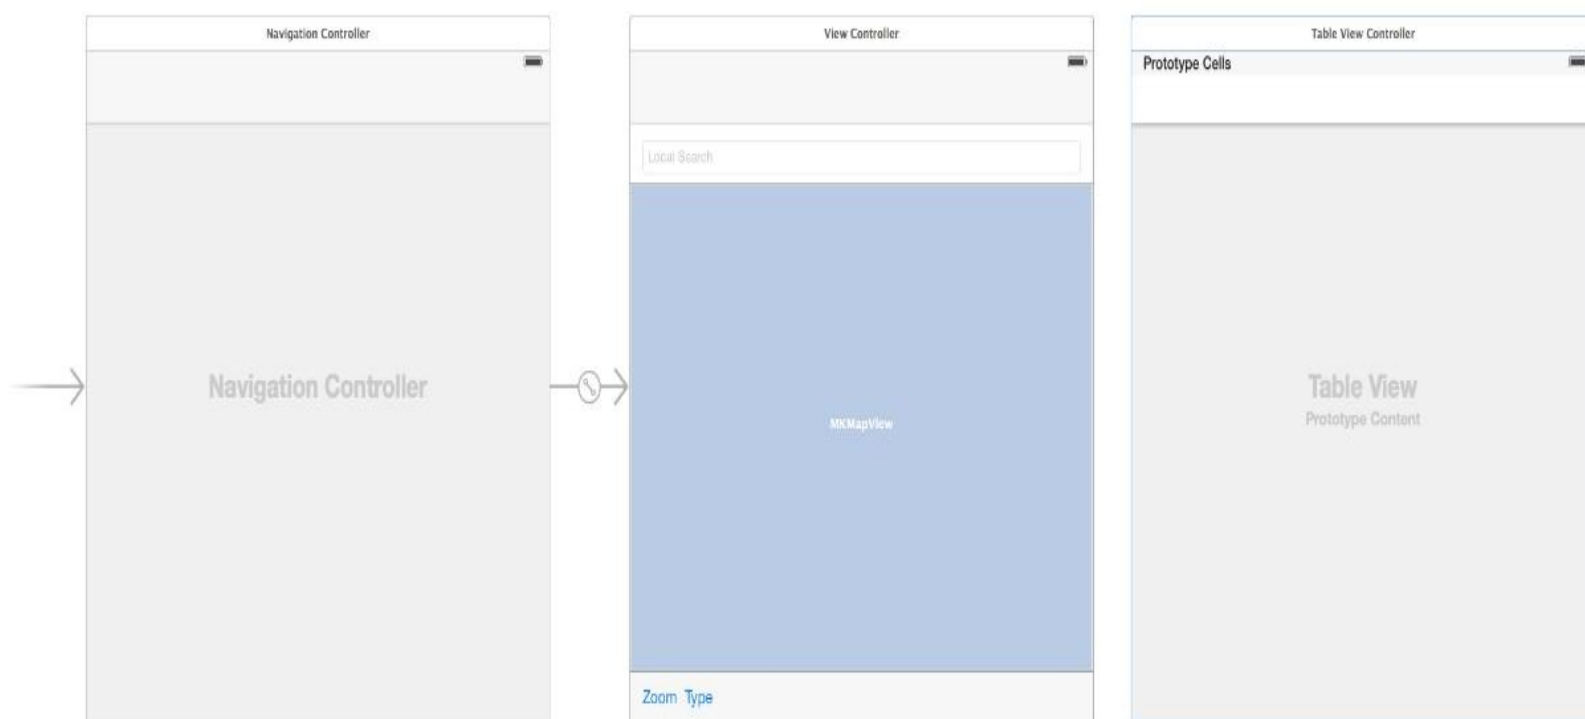 Navigation Controller
Navigation Controller
View Controller
Local Search
MKMapView
Zoom Type
Table View Controller
Prototype Cells
Table View
Prototype Content